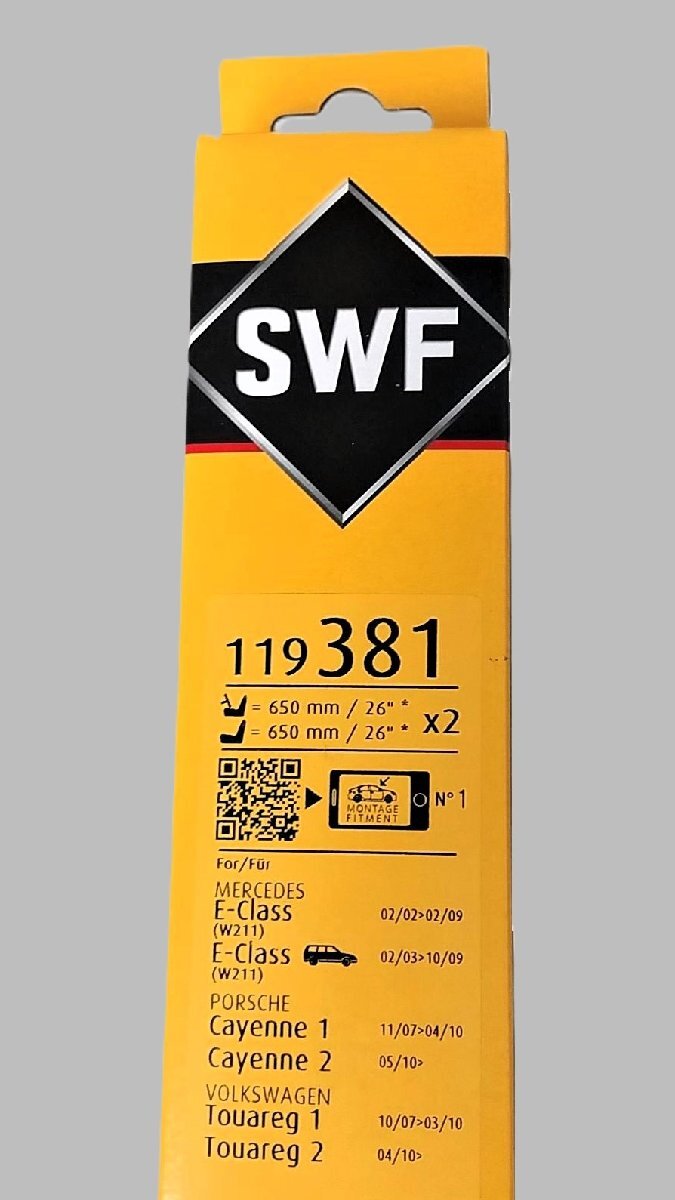 SWF
119381
= 650 mm / 26" *
= 650 mm / 26" *
x2
MONTAGE
FITMENT
N° 1
For/Für
MERCEDES
E-Class 02/02>02/09
(W211)
E-Class 02/03>10/09
(W211)
PORSCHE
Cayenne 1 11/07>04/10
Cayenne 2 05/10>
VOLKSWAGEN
Touareg 1 10/07>03/10
Touareg 2 04/10>